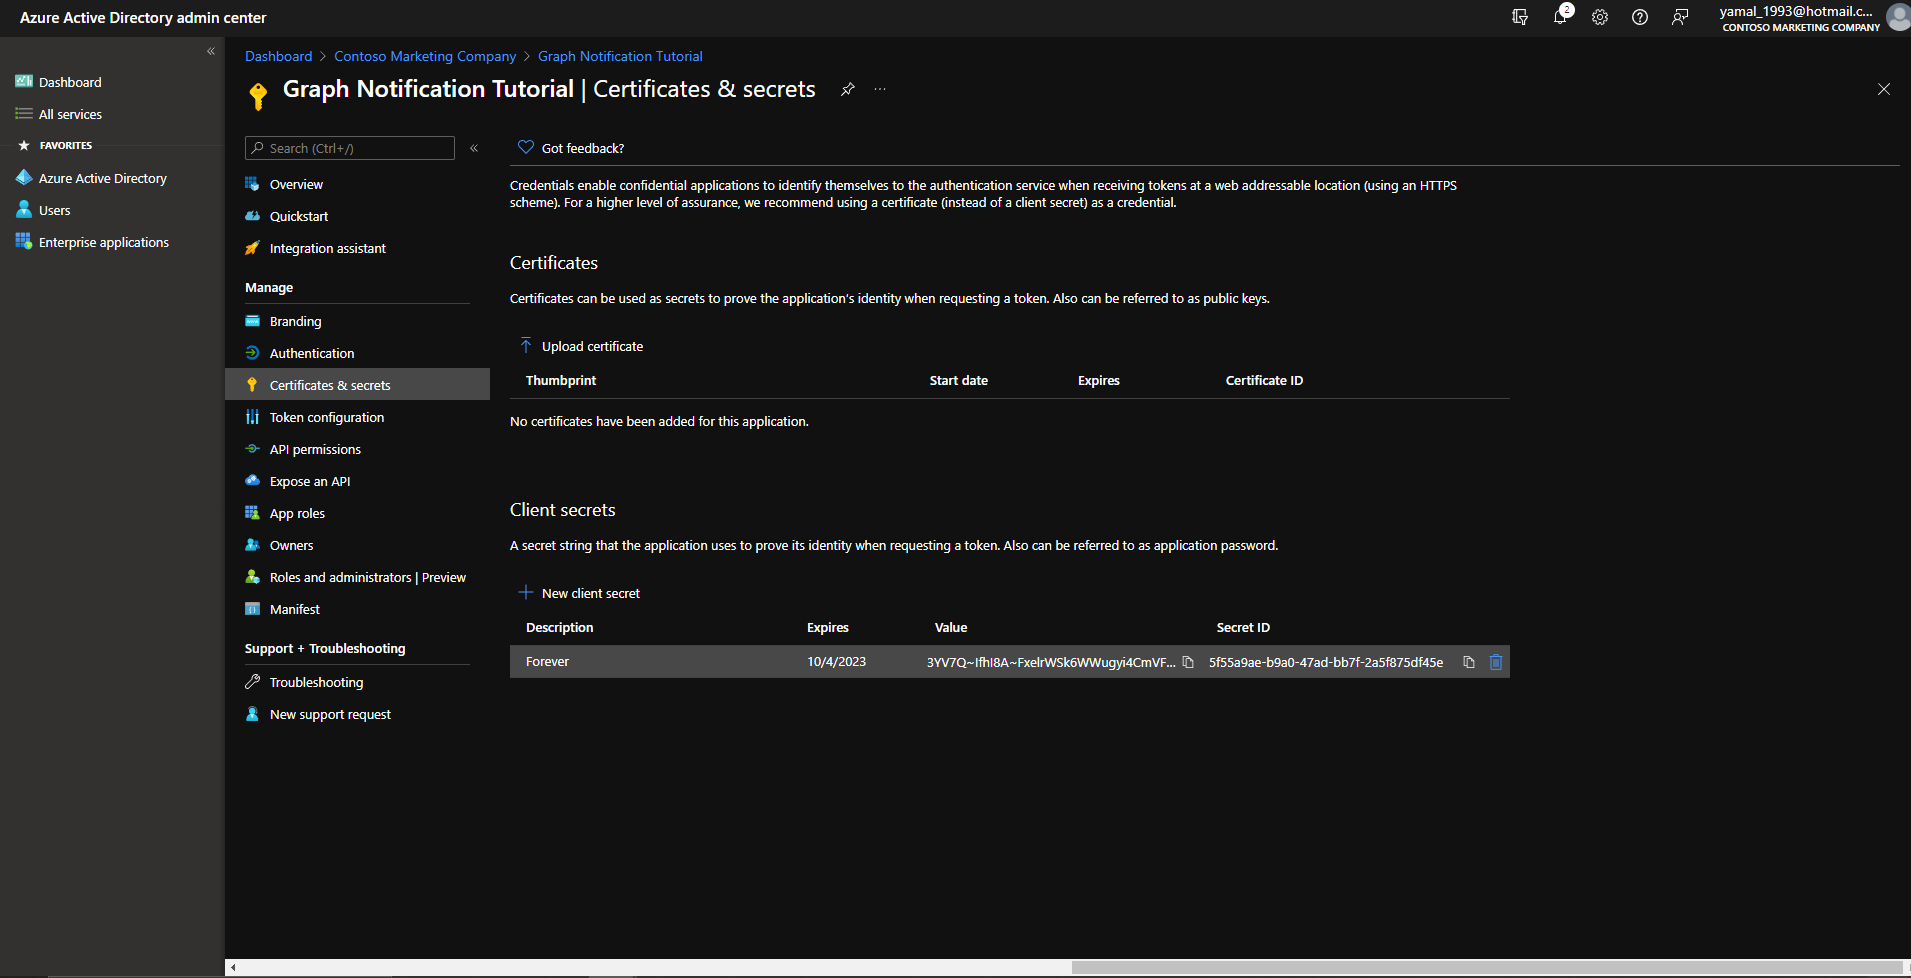 Azure Active Directory admin center
2
yamal_1993@hotmail.c...
CONTOSO MARKETING COMPANY
Dashboard
All services
FAVORITES
Azure Active Directory
Users
Enterprise applications
Dashboard > Contoso Marketing Company > Graph Notification Tutorial
Graph Notification Tutorial | Certificates & secrets
Search (Ctrl+/)
Overview
Quickstart
Integration assistant
Manage
Branding
Authentication
Certificates & secrets
Token configuration
API permissions
Expose an API
App roles
Owners
Roles and administrators | Preview
Manifest
Support + Troubleshooting
Troubleshooting
New support request
Got feedback?
Credentials enable confidential applications to identify themselves to the authentication service when receiving tokens at a web addressable location (using an HTTPS
scheme). For a higher level of assurance, we recommend using a certificate (instead of a client secret) as a credential.
Certificates
Certificates can be used as secrets to prove the application's identity when requesting a token. Also can be referred to as public keys.
Upload certificate
Thumbprint Start date Expires Certificate ID
No certificates have been added for this application.
Client secrets
A secret string that the application uses to prove its identity when requesting a token. Also can be referred to as application password.
New client secret
Description Expires Value Secret ID
Forever 10/4/2023 3YV7Q~IfhI8A~FxelrWSk6WWugyi4CmVF... 5f55a9ae-b9a0-47ad-bb7f-2a5f875df45e